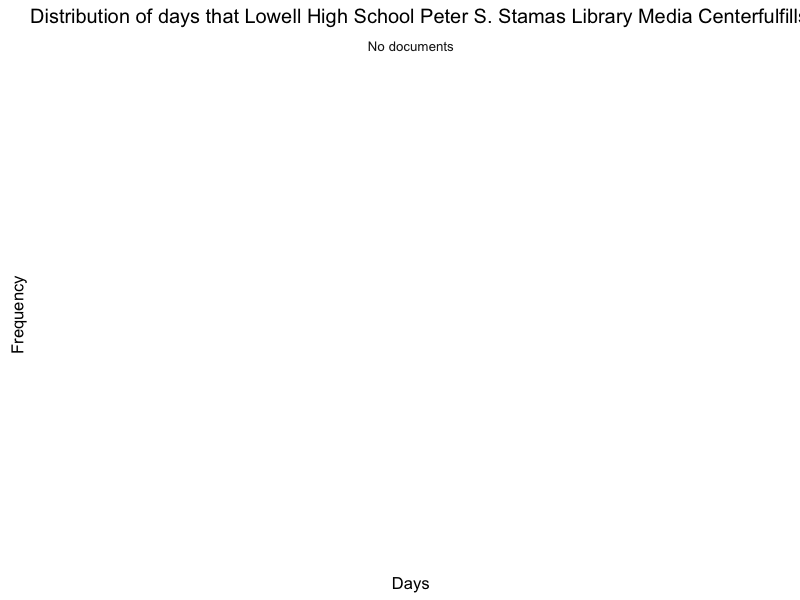 Distribution of days that Lowell High School Peter S. Stamas Library Media Centerfulfills
No documents
Frequency
Days